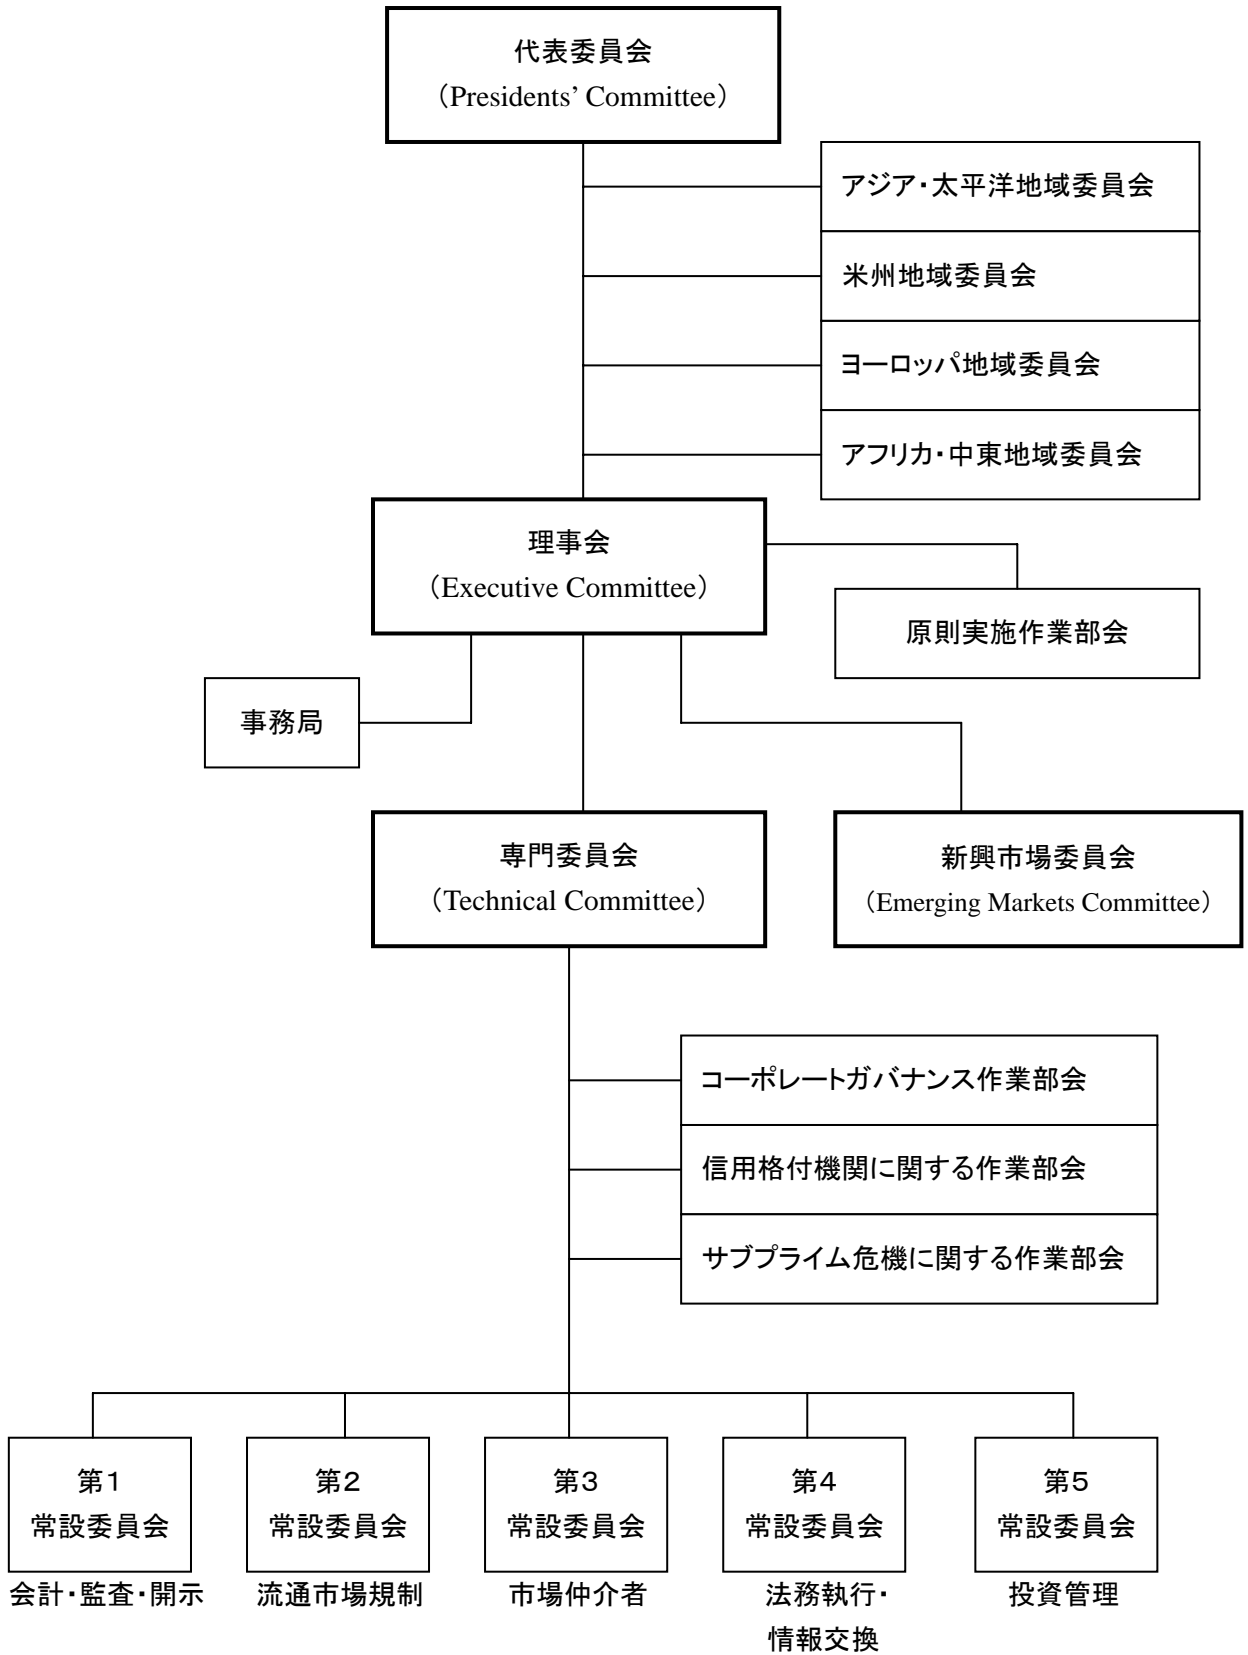 代表委員会
（Presidents’ Committee）
アジア・太平洋地域委員会
米州地域委員会
ヨーロッパ地域委員会
アフリカ・中東地域委員会
理事会
（Executive Committee）
原則実施作業部会
事務局
専門委員会
（Technical Committee）
新興市場委員会
（Emerging Markets Committee）
コーポレートガバナンス作業部会
信用格付機関に関する作業部会
サブプライム危機に関する作業部会
第１
常設委員会
会計・監査・開示
第２
常設委員会
流通市場規制
第３
常設委員会
市場仲介者
第４
常設委員会
法務執行・
情報交換
第５
常設委員会
投資管理